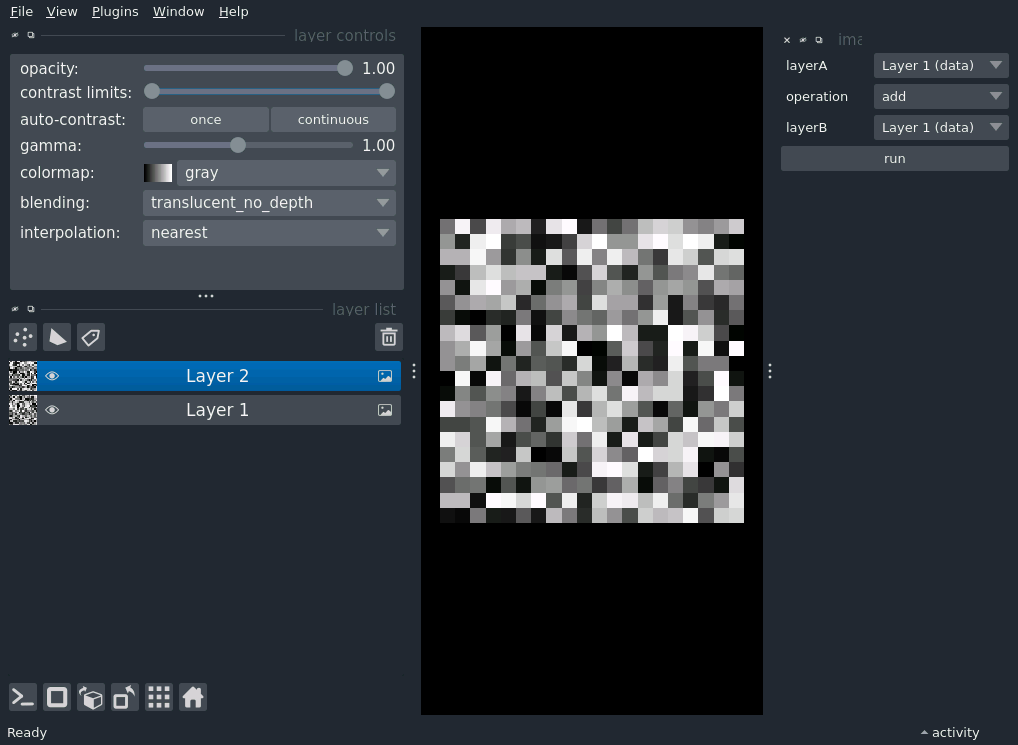 File View Plugins Window Help
layer controls
opacity: 1.00
contrast limits:
auto-contrast: once continuous
gamma: 1.00
colormap: gray
blending: translucent_no_depth
interpolation: nearest
layer list
Layer 2
Layer 1
layerA Layer 1 (data)
operation add
layerB Layer 1 (data)
run
Ready
activity